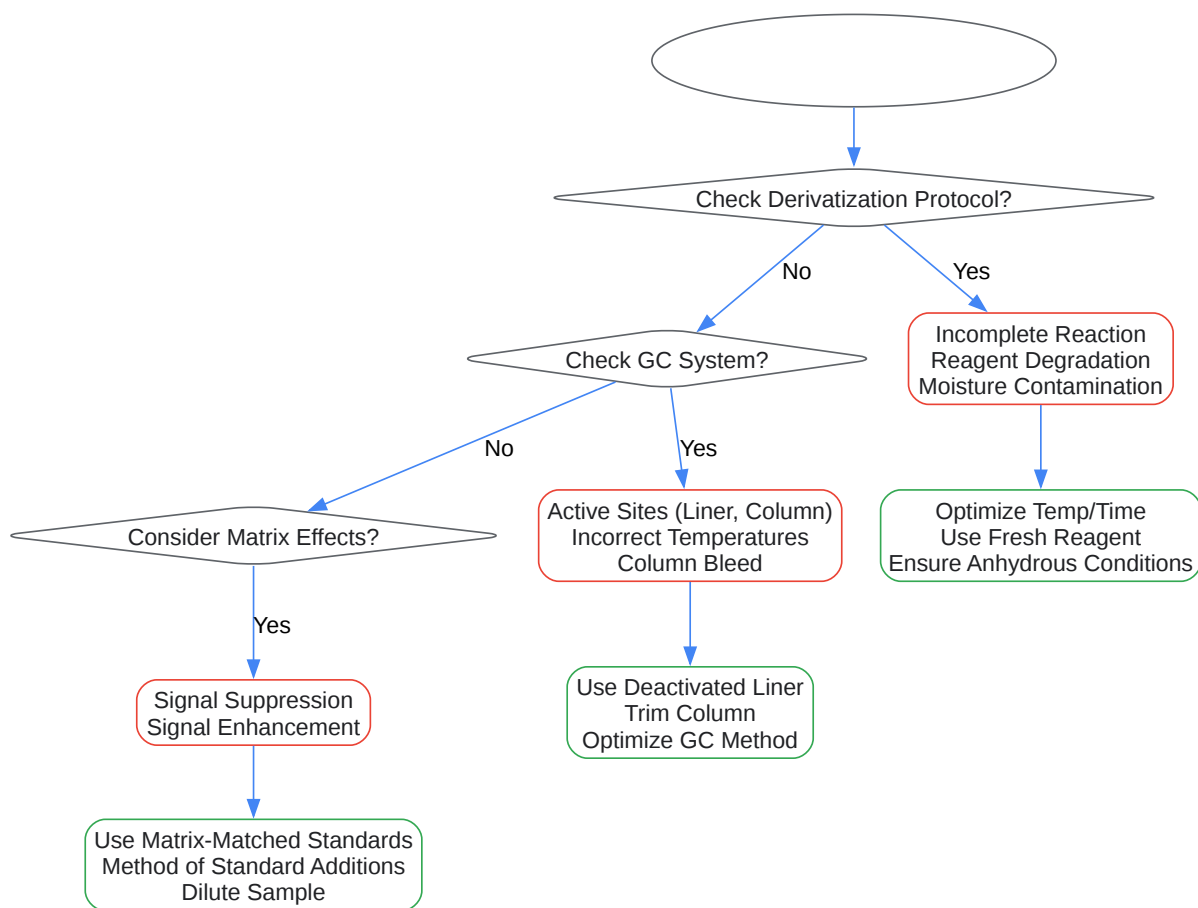 Check Derivatization Protocol?
No
Yes
Incomplete Reaction
Reagent Degradation
Moisture Contamination
Check GC System?
No
Yes
Optimize Temp/Time
Use Fresh Reagent
Ensure Anhydrous Conditions
Active Sites (Liner, Column)
Incorrect Temperatures
Column Bleed
Consider Matrix Effects?
Yes
Use Deactivated Liner
Trim Column
Optimize GC Method
Signal Suppression
Signal Enhancement
Use Matrix-Matched Standards
Method of Standard Additions
Dilute Sample